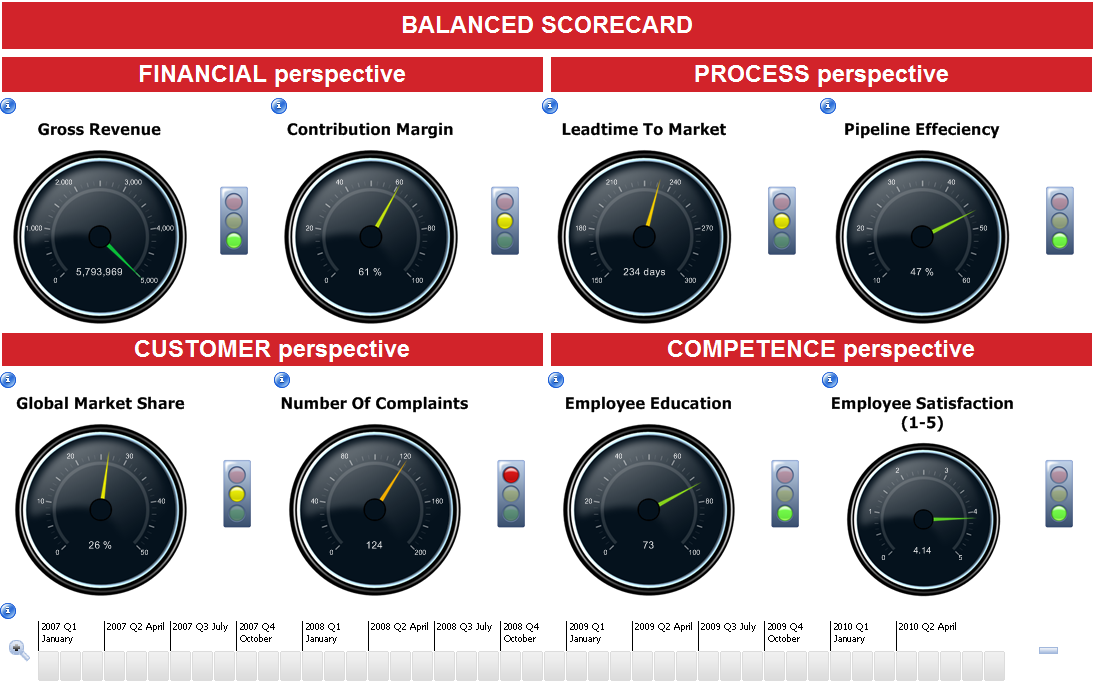 BALANCED SCORECARD
FINANCIAL perspective
PROCESS perspective
Gross Revenue
Contribution Margin
Leadtime To Market
Pipeline Effeciency
0
1,000
2,000
3,000
4,000
5,000
5,793,969
0
20
40
60
80
100
61 %
150
180
210
240
270
300
234 days
10
20
30
40
50
60
47 %
CUSTOMER perspective
COMPETENCE perspective
Global Market Share
Number Of Complaints
Employee Education
Employee Satisfaction
(1-5)
0
10
20
30
40
50
26 %
0
40
80
120
160
200
124
0
20
40
60
80
100
73
0
1
2
3
4
5
4.14
2007 Q1 January
2007 Q2 April
2007 Q3 July
2007 Q4 October
2008 Q1 January
2008 Q2 April
2008 Q3 July
2008 Q4 October
2009 Q1 January
2009 Q2 April
2009 Q3 July
2009 Q4 October
2010 Q1 January
2010 Q2 April